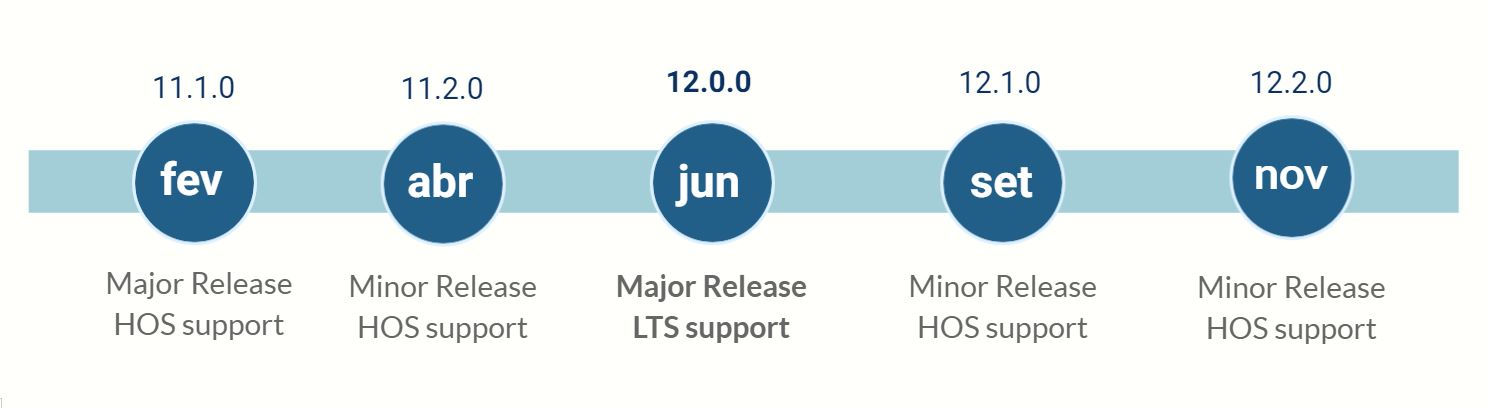 11.1.0
11.2.0
12.0.0
12.1.0
12.2.0
fev
abr
jun
set
nov
Major Release
HOS support
Minor Release
HOS support
Major Release
LTS support
Minor Release
HOS support
Minor Release
HOS support